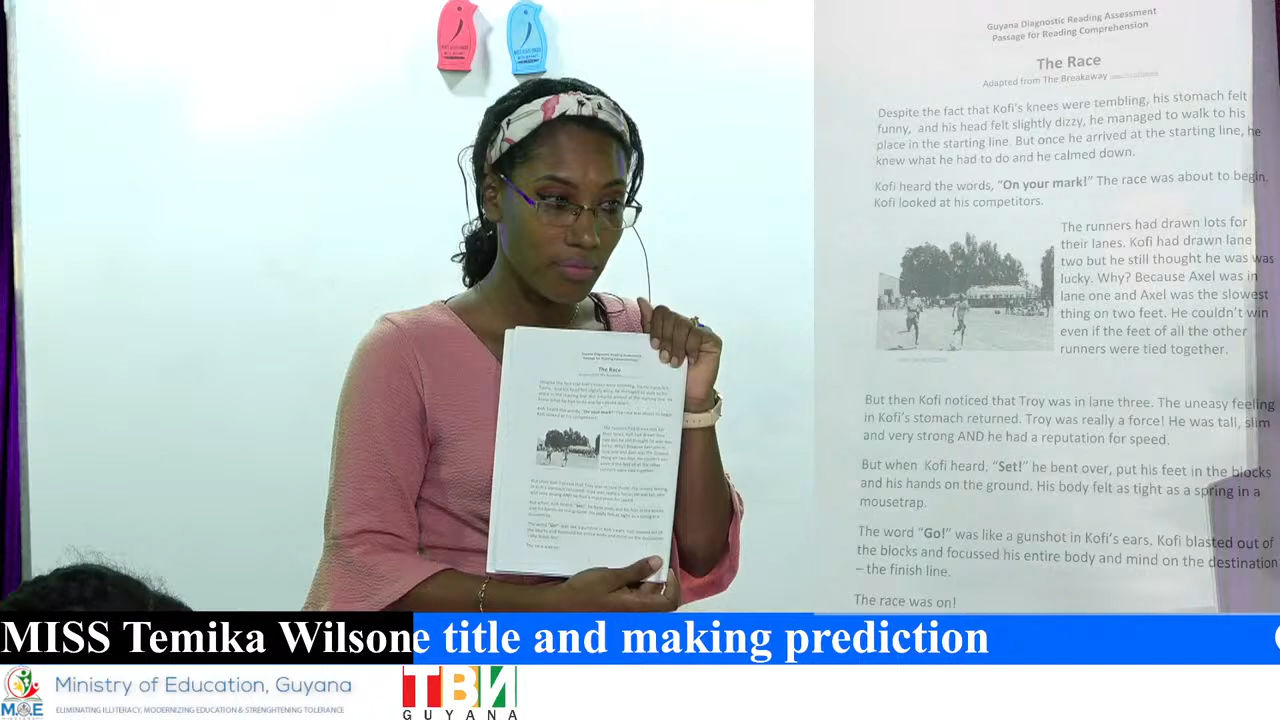 Guyana Diagnostic Reading Assessment
Passage for Reading Comprehension
The Race
Adapted from The Breakaway
Despite the fact that Kofi's knees were tembling, his stomach felt
funny, and his head felt slightly dizzy, he managed to walk to his
place in the starting line. But once he arrived at the starting line, he
knew what he had to do and he calmed down.
Kofi heard the words, "On your mark!" The race was about to begin.
Kofi looked at his competitors.
The runners had drawn lots for
their lanes. Kofi had drawn lane
two but he still thought he was was
lucky. Why? Because Axel was in
lane one and Axel was the slowest
thing on two feet. He couldn't win
even if the feet of all the other
runners were tied together.
But then Kofi noticed that Troy was in lane three. The uneasy feeling
in Kofi's stomach returned. Troy was really a force! He was tall, slim
and very strong AND he had a reputation for speed.
But when Kofi heard, "Set!" he bent over, put his feet in the blocks
and his hands on the ground. His body felt as tight as a spring in a
mousetrap.
The word "Go!" was like a gunshot in Kofi's ears. Kofi blasted out of
the blocks and focussed his entire body and mind on the destination
– the finish line.
The race was on!
Guyana Diagnostic Reading Assessment
Passage for Reading Comprehension
The Race
MISS Temika Wilsone title and making prediction
M.O.E
Ministry of Education, Guyana
ELIMINATING ILLITERACY, MODERNIZING EDUCATION & STRENGHTENING TOLERANCE
TBN
GUYANA